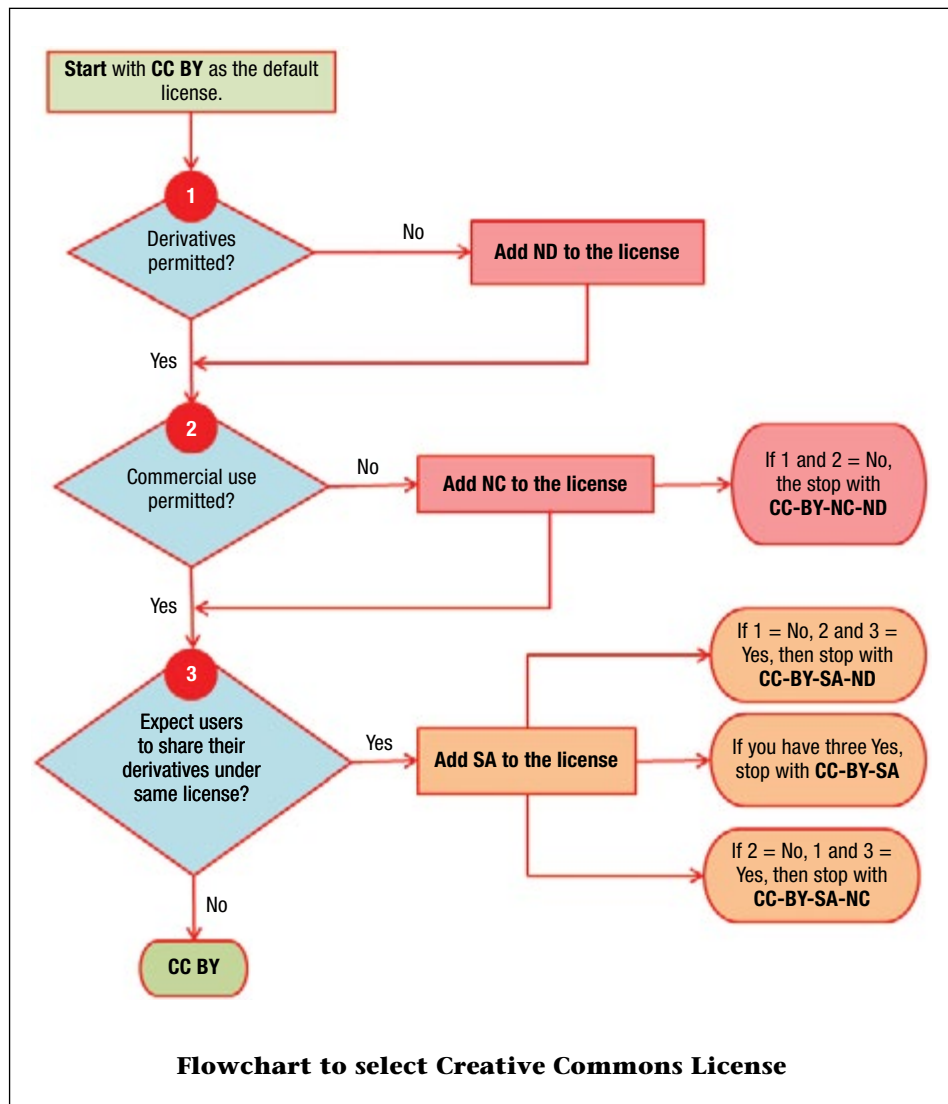 Start with CC BY as the default
license.
1
Derivatives
permitted?
No
Add ND to the license
Yes
2
Commercial use
permitted?
No
Add NC to the license
If 1 and 2 = No,
the stop with
CC-BY-NC-ND
Yes
3
Expect users
to share their
derivatives under
same license?
Yes
Add SA to the license
If 1 = No, 2 and 3 =
Yes, then stop with
CC-BY-SA-ND
If you have three Yes,
stop with CC-BY-SA
If 2 = No, 1 and 3 =
Yes, then stop with
CC-BY-SA-NC
No
CC BY
Flowchart to select Creative Commons License